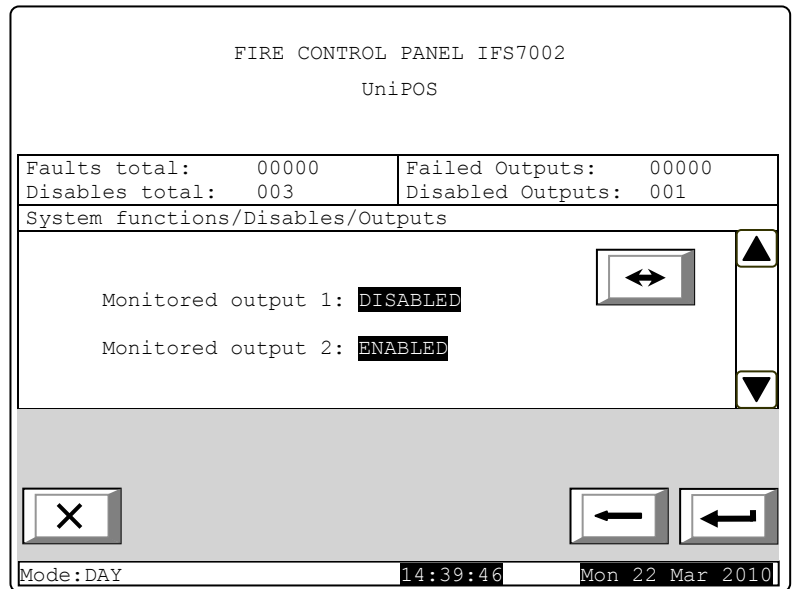 FIRE CONTROL PANEL IFS7002
UniPOS
Faults total: 00000 Failed Outputs: 00000
Disables total: 003 Disabled Outputs: 001
System functions/Disables/Outputs
Monitored output 1: DISABLED
Monitored output 2: ENABLED
Mode:DAY 14:39:46 Mon 22 Mar 2010